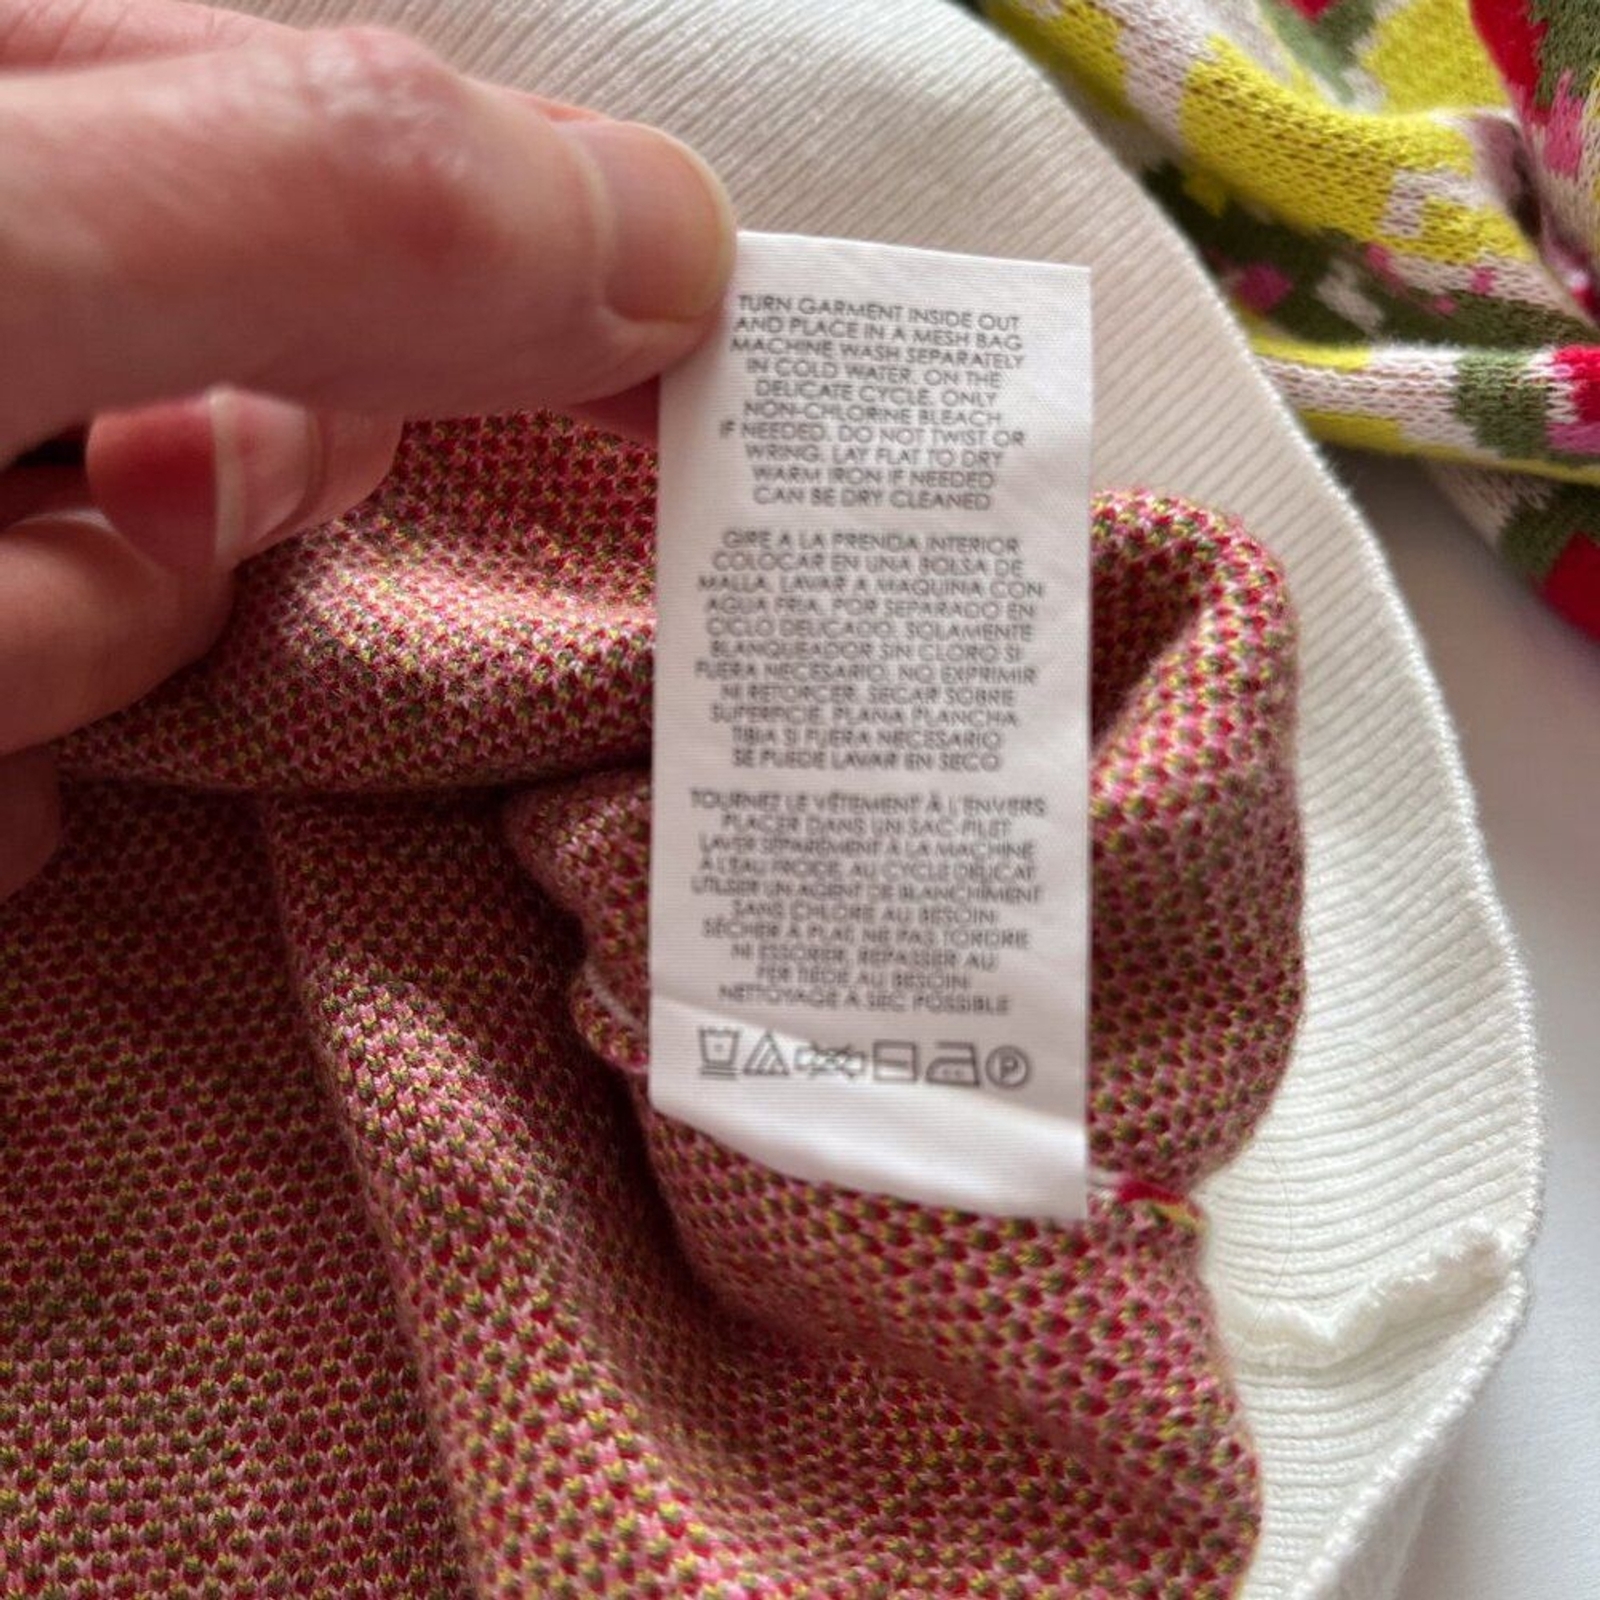 TURN GARMENT INSIDE OUT
AND PLACE IN A MESH BAG
MACHINE WASH SEPARATELY
IN COLD WATER, ON THE
DELICATE CYCLE. ONLY
NON-CHLORINE BLEACH
IF NEEDED. DO NOT TWIST OR
WRING. LAY FLAT TO DRY
WARM IRON IF NEEDED
CAN BE DRY CLEANED
GIRE A LA PRENDA INTERIOR
COLOCAR EN UNA BOLSA DE
MALLA. LAVAR A MAQUINA CON
AGUA FRIA, POR SEPARADO EN
CICLO DELICADO. SOLAMENTE
BLANQUEADOR SIN CLORO SI
FUERA NECESARIO. NO EXPRIMIR
NI RETORCER. SECAR SOBRE
SUPERFICIE. PLANA PLANCHA
TIBIA SI FUERA NECESARIO
SE PUEDE LAVAR EN SECO
TOURNEZ LE VÊTEMENT À L'ENVERS
PLACER DANS UN SAC-FILET
LAVER SÉPARÉMENT À LA MACHINE
À L'EAU FROIDE, AU CYCLE DÉLICAT
UTILISER UN AGENT DE BLANCHIMENT
SANS CHLORE AU BESOIN
SÉCHER À PLAT, NE PAS TORDRE
NI ESSORER, REPASSER AU
FER TIÈDE AU BESOIN
NETTOYAGE À SEC POSSIBLE
P